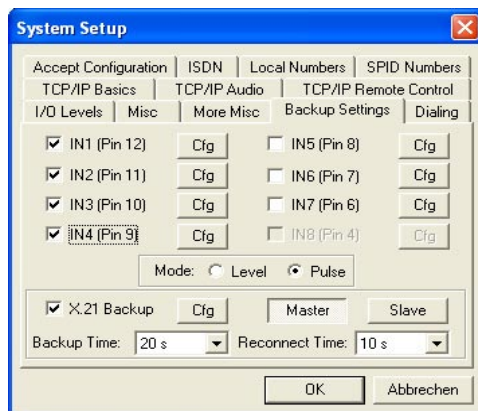 System Setup
Accept Configuration ISDN Local Numbers SPID Numbers
TCP/IP Basics TCP/IP Audio TCP/IP Remote Control
I/O Levels Misc More Misc Backup Settings Dialing
IN1 (Pin 12) Cfg IN5 (Pin 8) Cfg
IN2 (Pin 11) Cfg IN6 (Pin 7) Cfg
IN3 (Pin 10) Cfg IN7 (Pin 6) Cfg
IN4 (Pin 9) Cfg IN8 (Pin 4) Cfg
Mode: Level Pulse
X.21 Backup Cfg Master Slave
Backup Time: 20 s Reconnect Time: 10 s
OK Abbrechen